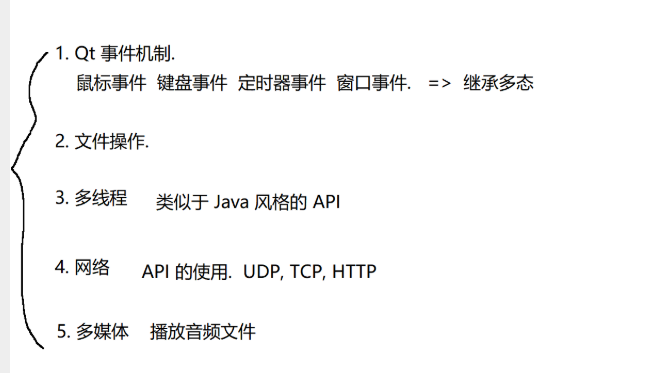 1. Qt 事件机制.
鼠标事件 键盘事件 定时器事件 窗口事件. => 继承多态
2. 文件操作.
3. 多线程 类似于 Java 风格的 API
4. 网络 API 的使用. UDP, TCP, HTTP
5. 多媒体 播放音频文件